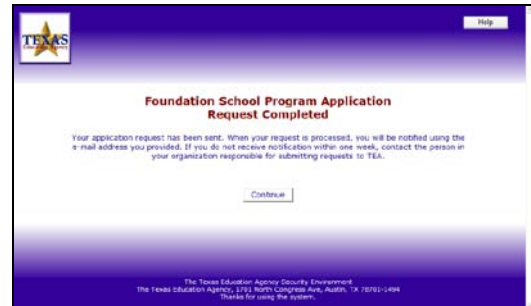 Help
TEXAS
Education Agency
Foundation School Program Application
Request Completed
Your application request has been sent. When your request is processed, you will be notified using the
e-mail address you provided. If you do not receive notification within one week, contact the person in
your organization responsible for submitting requests to TEA.
Continue
The Texas Education Agency Security Environment
The Texas Education Agency, 1701 North Congress Ave, Austin, TX 78701-1494
Thanks for using the system.